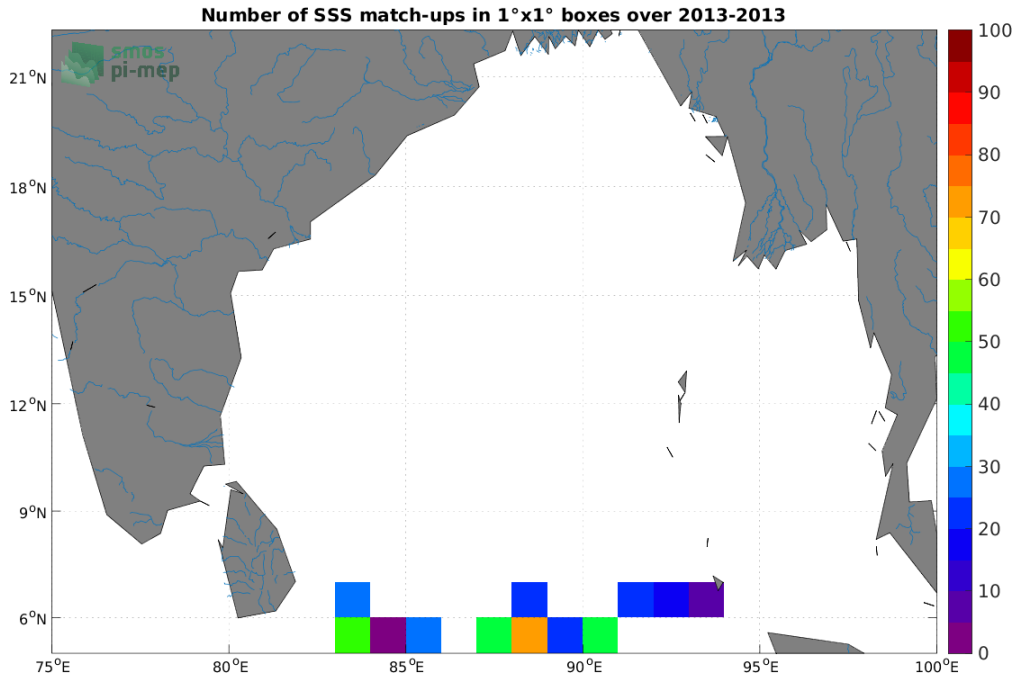 Number of SSS match-ups in 1°x1° boxes over 2013-2013
smos
pi-mep
21°N
18°N
15°N
12°N
9°N
6°N
75°E
80°E
85°E
90°E
95°E
100°E
100
90
80
70
60
50
40
30
20
10
0